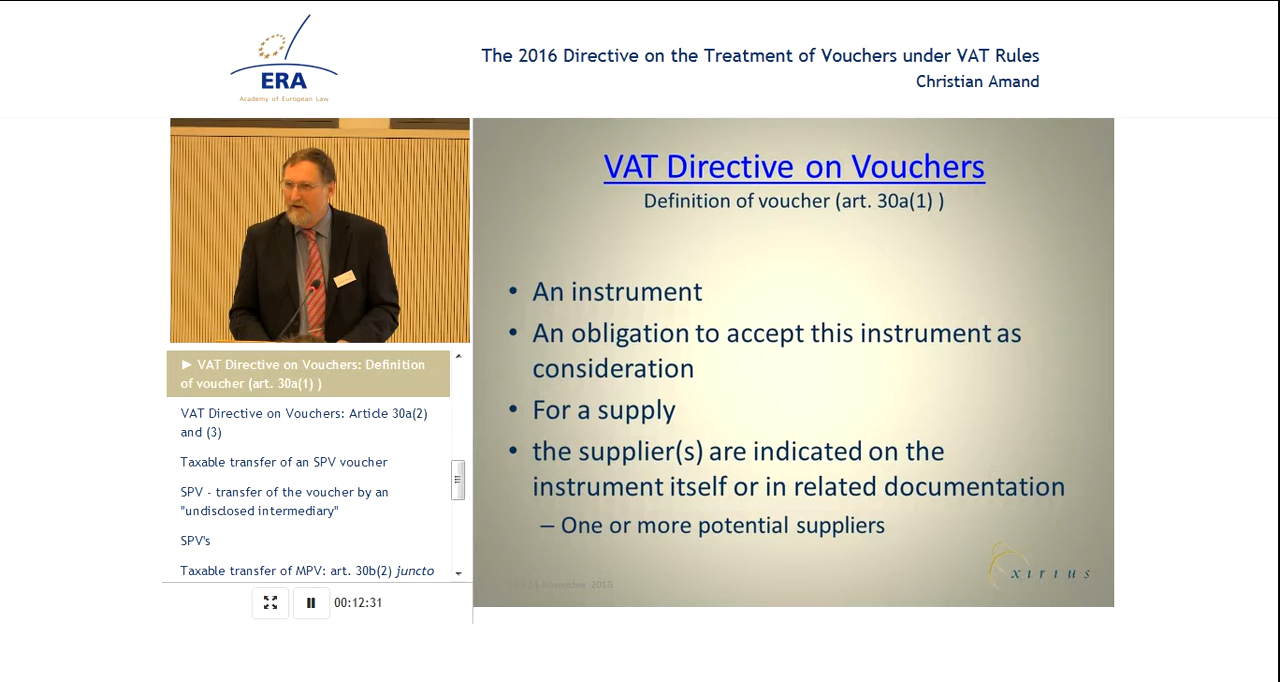 ERA
Academy of European Law
The 2016 Directive on the Treatment of Vouchers under VAT Rules
Christian Amand
► VAT Directive on Vouchers: Definition
of voucher (art. 30a(1) )
VAT Directive on Vouchers: Article 30a(2)
and (3)
Taxable transfer of an SPV voucher
SPV - transfer of the voucher by an
"undisclosed intermediary"
SPV's
Taxable transfer of MPV: art. 30b(2) juncto
00:12:31
VAT Directive on Vouchers
Definition of voucher (art. 30a(1) )
• An instrument
• An obligation to accept this instrument as
consideration
• For a supply
• the supplier(s) are indicated on the
instrument itself or in related documentation
– One or more potential suppliers
November
xirius